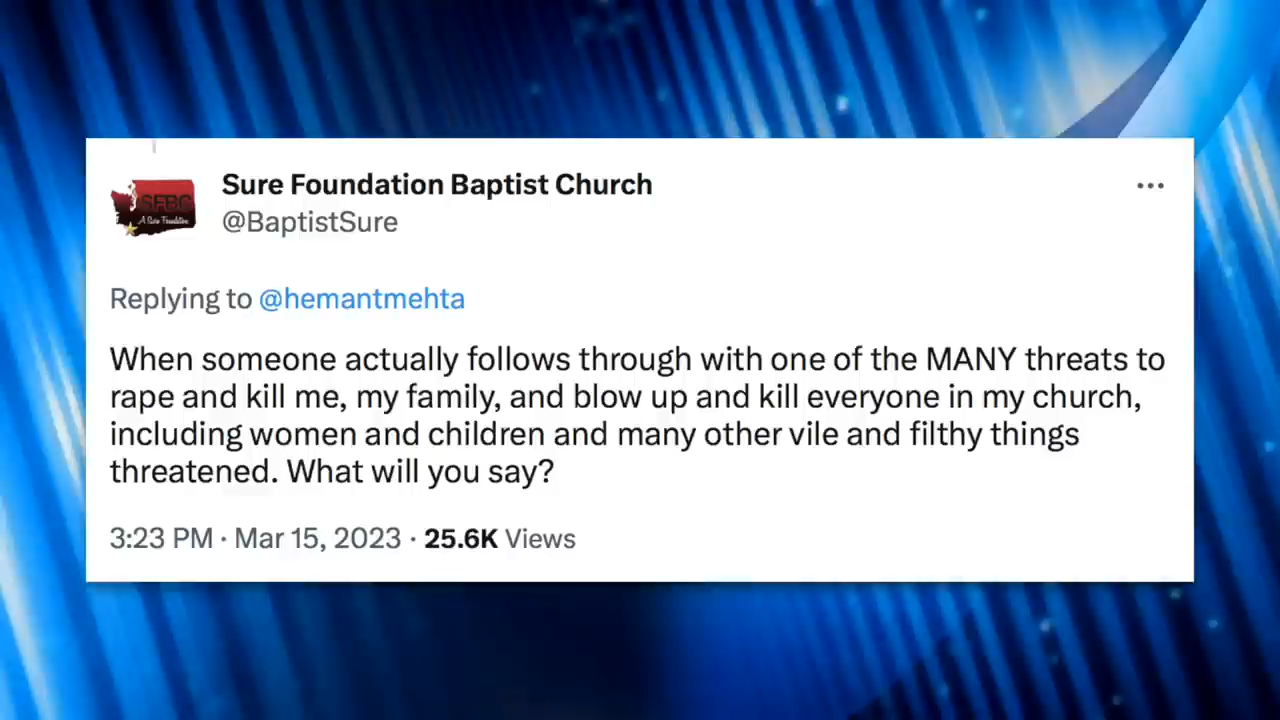 SFBC
A Sure Foundation
Sure Foundation Baptist Church
@BaptistSure
Replying to @hemantmehta
When someone actually follows through with one of the MANY threats to
rape and kill me, my family, and blow up and kill everyone in my church,
including women and children and many other vile and filthy things
threatened. What will you say?
3:23 PM · Mar 15, 2023 · 25.6K Views